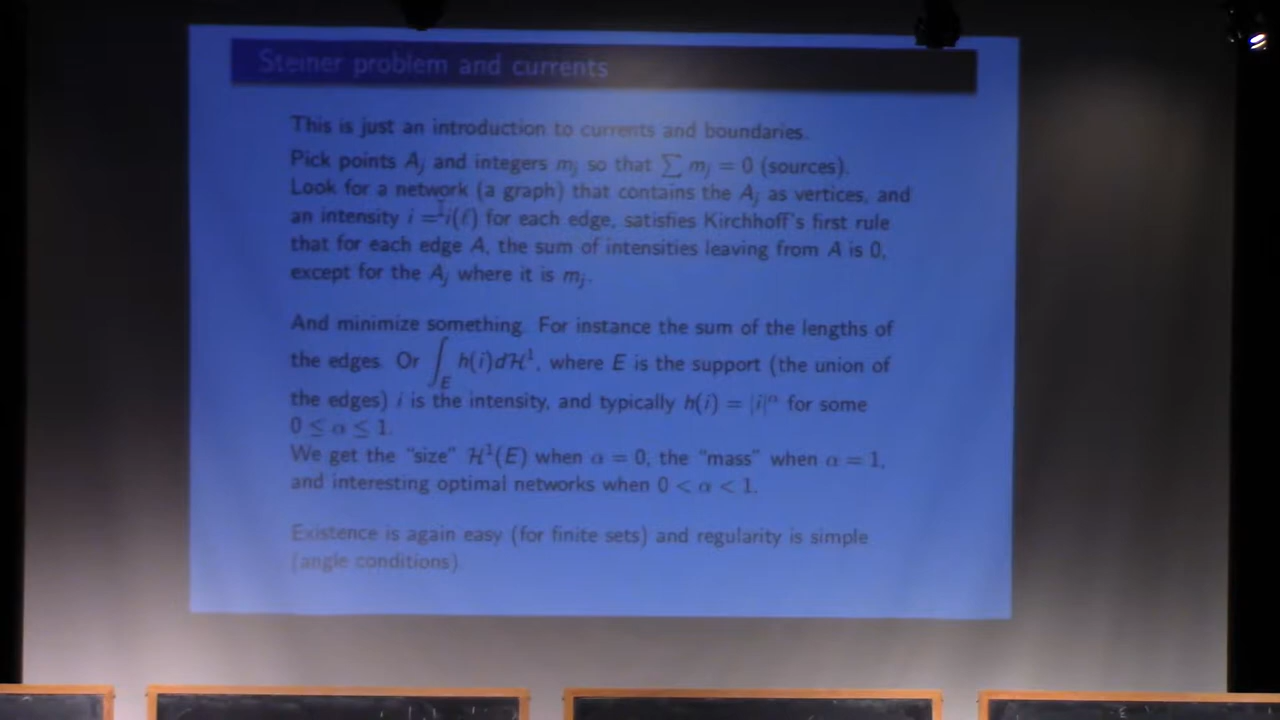 Steiner problem and currents
This is just an introduction to currents and boundaries.
Pick points A_j and integers m_j so that ∑ m_j = 0 (sources).
Look for a network (a graph) that contains the A_j as vertices, and
an intensity i = i(ℓ) for each edge, satisfies Kirchhoff's first rule
that for each edge A, the sum of intensities leaving from A is 0,
except for the A_j where it is m_j.
And minimize something. For instance the sum of the lengths of
the edges. Or ∫_E h(i)dℋ¹, where E is the support (the union of
the edges) i is the intensity, and typically h(i) = |i|^α for some
0 ≤ α ≤ 1.
We get the "size" ℋ¹(E) when α = 0, the "mass" when α = 1,
and interesting optimal networks when 0 < α < 1.
Existence is again easy (for finite sets) and regularity is simple
(angle conditions).